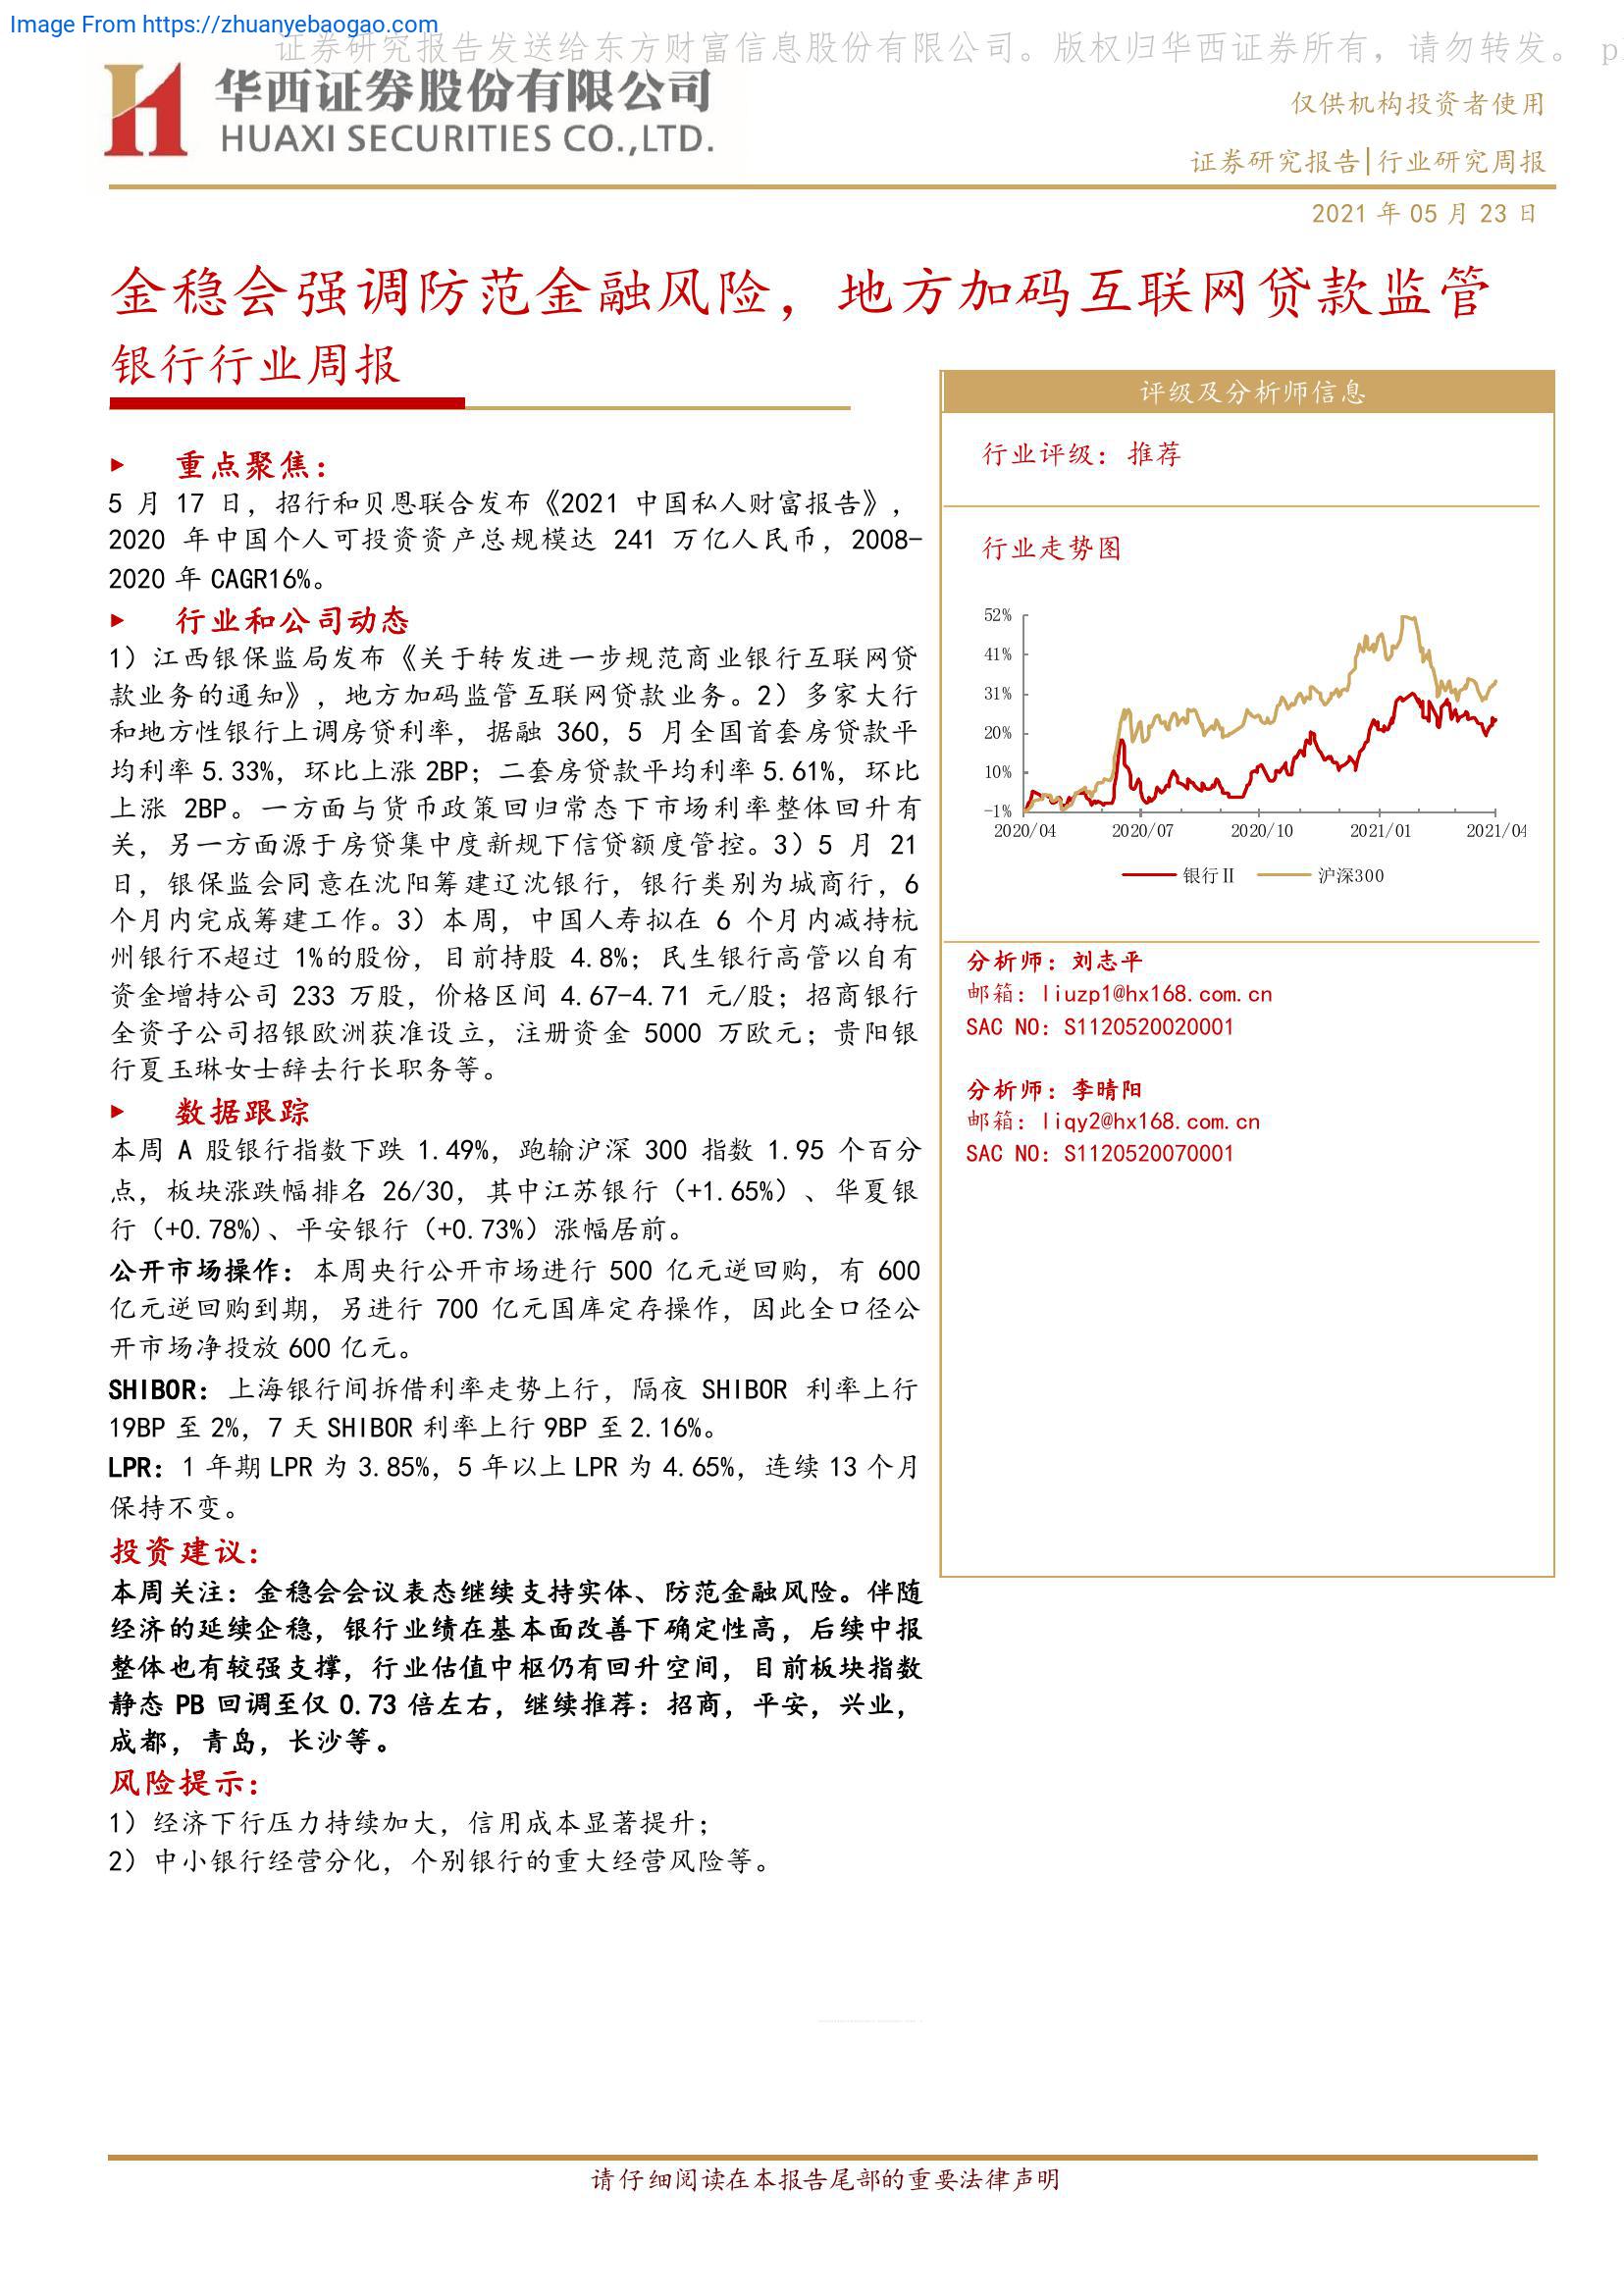 Image From https://zhuanyebaogao.com
证券研究报告发送给东方财富信息股份有限公司。版权归华西证券所有，请勿转发。 p
华西证券股份有限公司
HUAXI SECURITIES CO.,LTD.
仅供机构投资者使用
证券研究报告|行业研究周报
2021 年 05 月 23 日
金稳会强调防范金融风险，地方加码互联网贷款监管
银行行业周报
▶ 重点聚焦：
5 月 17 日，招行和贝恩联合发布《2021 中国私人财富报告》，
2020 年中国个人可投资资产总规模达 241 万亿人民币，2008-
2020 年 CAGR16%。
▶ 行业和公司动态
1）江西银保监局发布《关于转发进一步规范商业银行互联网贷
款业务的通知》，地方加码监管互联网贷款业务。2）多家大行
和地方性银行上调房贷利率，据融 360，5 月全国首套房贷款平
均利率 5.33%，环比上涨 2BP；二套房贷款平均利率 5.61%，环比
上涨 2BP。一方面与货币政策回归常态下市场利率整体回升有
关，另一方面源于房贷集中度新规下信贷额度管控。3）5 月 21
日，银保监会同意在沈阳筹建辽沈银行，银行类别为城商行，6
个月内完成筹建工作。3）本周，中国人寿拟在 6 个月内减持杭
州银行不超过 1%的股份，目前持股 4.8%；民生银行高管以自有
资金增持公司 233 万股，价格区间 4.67-4.71 元/股；招商银行
全资子公司招银欧洲获准设立，注册资金 5000 万欧元；贵阳银
行夏玉琳女士辞去行长职务等。
▶ 数据跟踪
本周 A 股银行指数下跌 1.49%，跑输沪深 300 指数 1.95 个百分
点，板块涨跌幅排名 26/30，其中江苏银行（+1.65%）、华夏银
行（+0.78%)、平安银行（+0.73%）涨幅居前。
公开市场操作：本周央行公开市场进行 500 亿元逆回购，有 600
亿元逆回购到期，另进行 700 亿元国库定存操作，因此全口径公
开市场净投放 600 亿元。
SHIBOR：上海银行间拆借利率走势上行，隔夜 SHIBOR 利率上行
19BP 至 2%，7 天 SHIBOR 利率上行 9BP 至 2.16%。
LPR：1 年期 LPR 为 3.85%，5 年以上 LPR 为 4.65%，连续 13 个月
保持不变。
投资建议：
本周关注：金稳会会议表态继续支持实体、防范金融风险。伴随
经济的延续企稳，银行业绩在基本面改善下确定性高，后续中报
整体也有较强支撑，行业估值中枢仍有回升空间，目前板块指数
静态 PB 回调至仅 0.73 倍左右，继续推荐：招商，平安，兴业，
成都，青岛，长沙等。
风险提示：
1）经济下行压力持续加大，信用成本显著提升；
2）中小银行经营分化，个别银行的重大经营风险等。
评级及分析师信息
行业评级：推荐
行业走势图
52%
41%
31%
20%
10%
-1%
2020/04 2020/07 2020/10 2021/01 2021/04
银行Ⅱ 沪深300
分析师：刘志平
邮箱：liuzp1@hx168.com.cn
SAC NO：S1120520020001
分析师：李晴阳
邮箱：liqy2@hx168.com.cn
SAC NO：S1120520070001
请仔细阅读在本报告尾部的重要法律声明